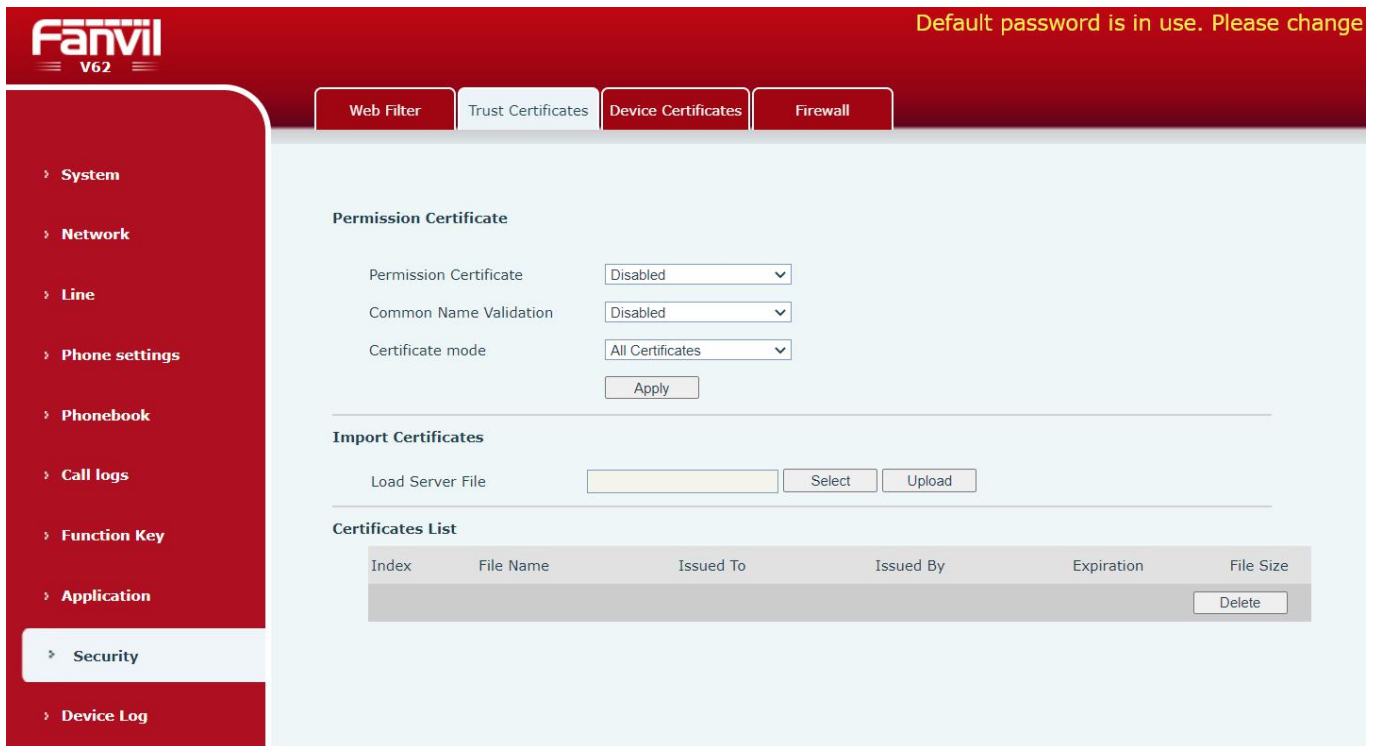 Fanvil
V62
Default password is in use. Please change
Web Filter Trust Certificates Device Certificates Firewall
System
Network
Line
Phone settings
Phonebook
Call logs
Function Key
Application
Security
Device Log
Permission Certificate
Permission Certificate Disabled
Common Name Validation Disabled
Certificate mode All Certificates
Apply
Import Certificates
Load Server File Select Upload
Certificates List
Index File Name Issued To Issued By Expiration File Size
Delete